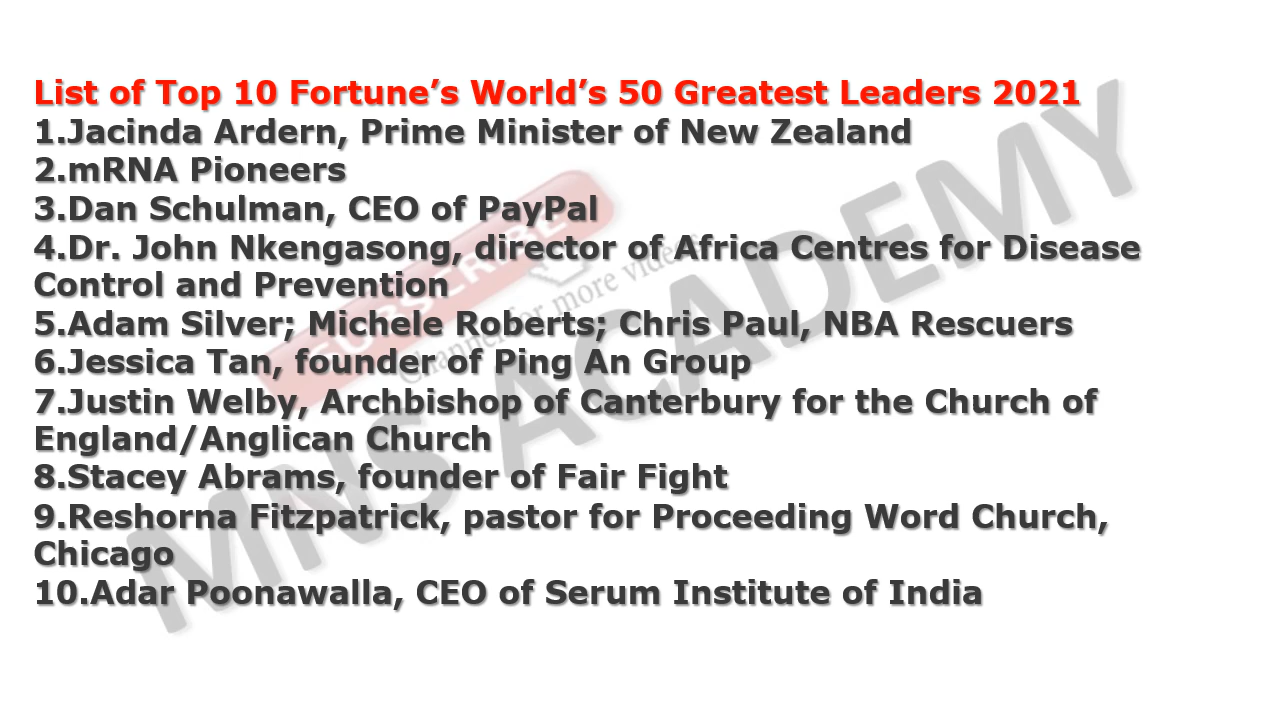 List of Top 10 Fortune’s World’s 50 Greatest Leaders 2021
1.Jacinda Ardern, Prime Minister of New Zealand
2.mRNA Pioneers
3.Dan Schulman, CEO of PayPal
4.Dr. John Nkengasong, director of Africa Centres for Disease
Control and Prevention
5.Adam Silver; Michele Roberts; Chris Paul, NBA Rescuers
6.Jessica Tan, founder of Ping An Group
7.Justin Welby, Archbishop of Canterbury for the Church of
England/Anglican Church
8.Stacey Abrams, founder of Fair Fight
9.Reshorna Fitzpatrick, pastor for Proceeding Word Church,
Chicago
10.Adar Poonawalla, CEO of Serum Institute of India
SUBSCRIBE
Channel for more videos
MNS ACADEMY